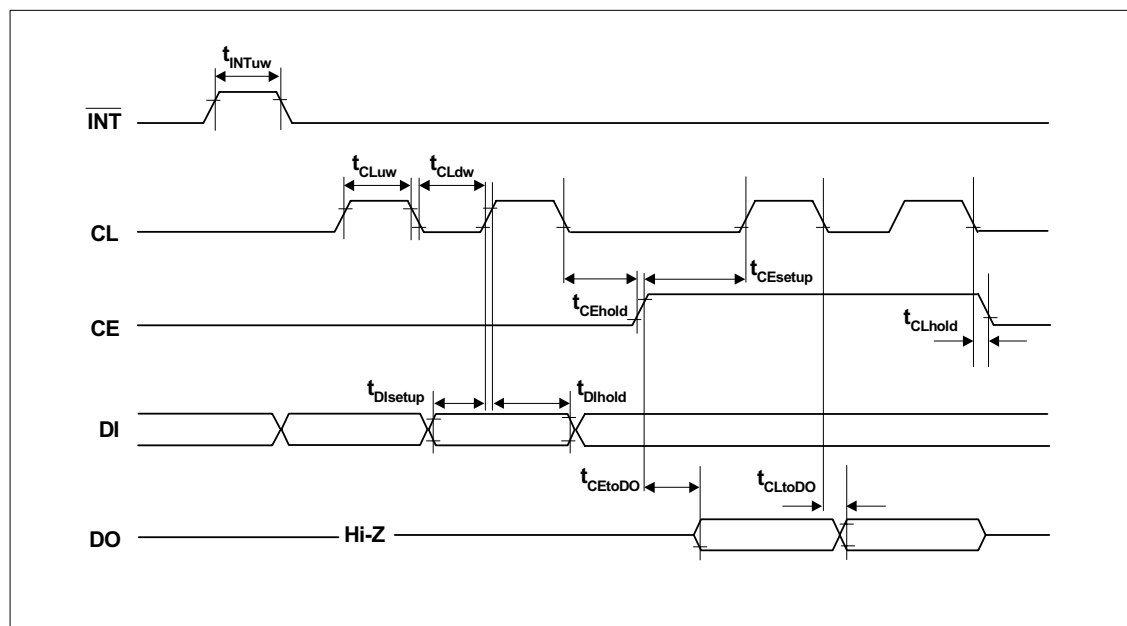 tINTuw
INT
tCLuw
tCLdw
CL
tCEsetup
tCEhold
CE
tCLhold
tDIsetup
tDIhold
DI
tCEtoDO
tCLtoDO
DO
Hi-Z